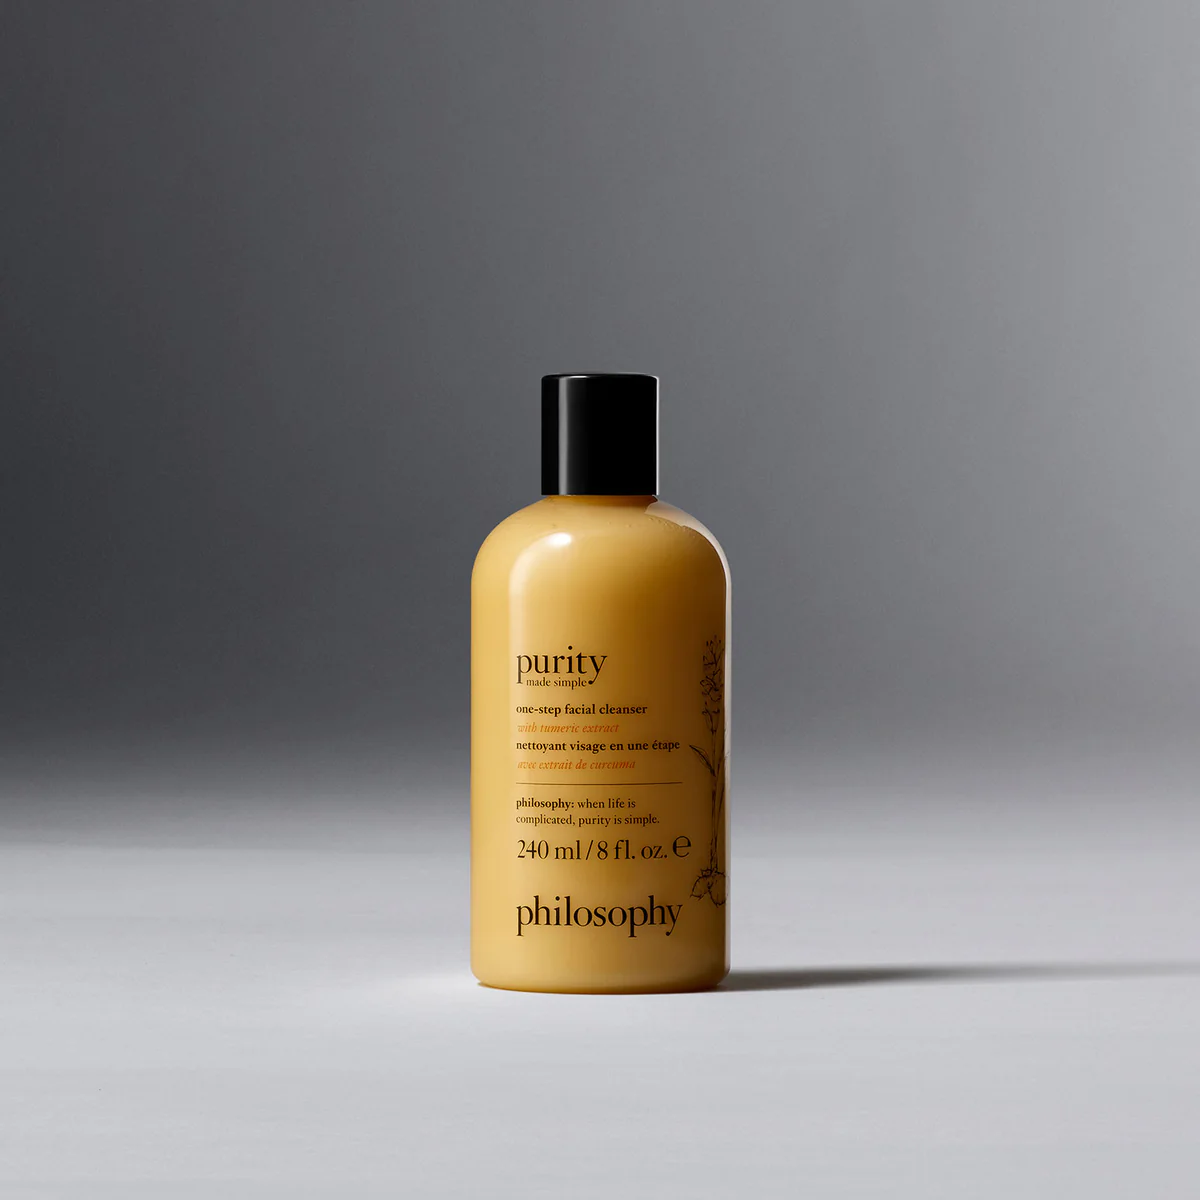 purity
made simple
one-step facial cleanser
with tumeric extract
nettoyant visage en une étape
avec extrait de curcuma
philosophy: when life is
complicated, purity is simple.
240 ml/8 fl. oz. ℮
philosophy